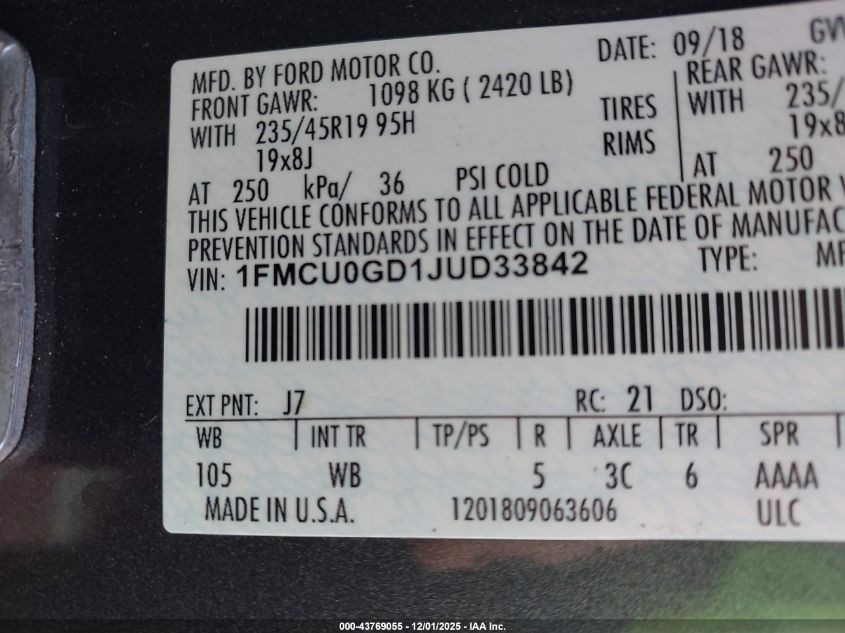 MFD. BY FORD MOTOR CO.
DATE: 09/18
FRONT GAWR: 1098 KG ( 2420 LB)
REAR GAWR:
WITH 235/45R19 95H
TIRES
WITH 235/
19x8J
RIMS
19x8
AT 250 kPa/ 36 PSI COLD
AT 250
THIS VEHICLE CONFORMS TO ALL APPLICABLE FEDERAL MOTOR
PREVENTION STANDARDS IN EFFECT ON THE DATE OF MANUFAC
VIN: 1FMCU0GD1JUD33842
TYPE:
EXT PNT: J7
RC: 21 DSO:
WB INT TR TP/PS R AXLE TR SPR
105 WB 5 3C 6 AAAA
MADE IN U.S.A. 1201809063606 ULC
000-43769055 - 12/01/2025 - IAA Inc.